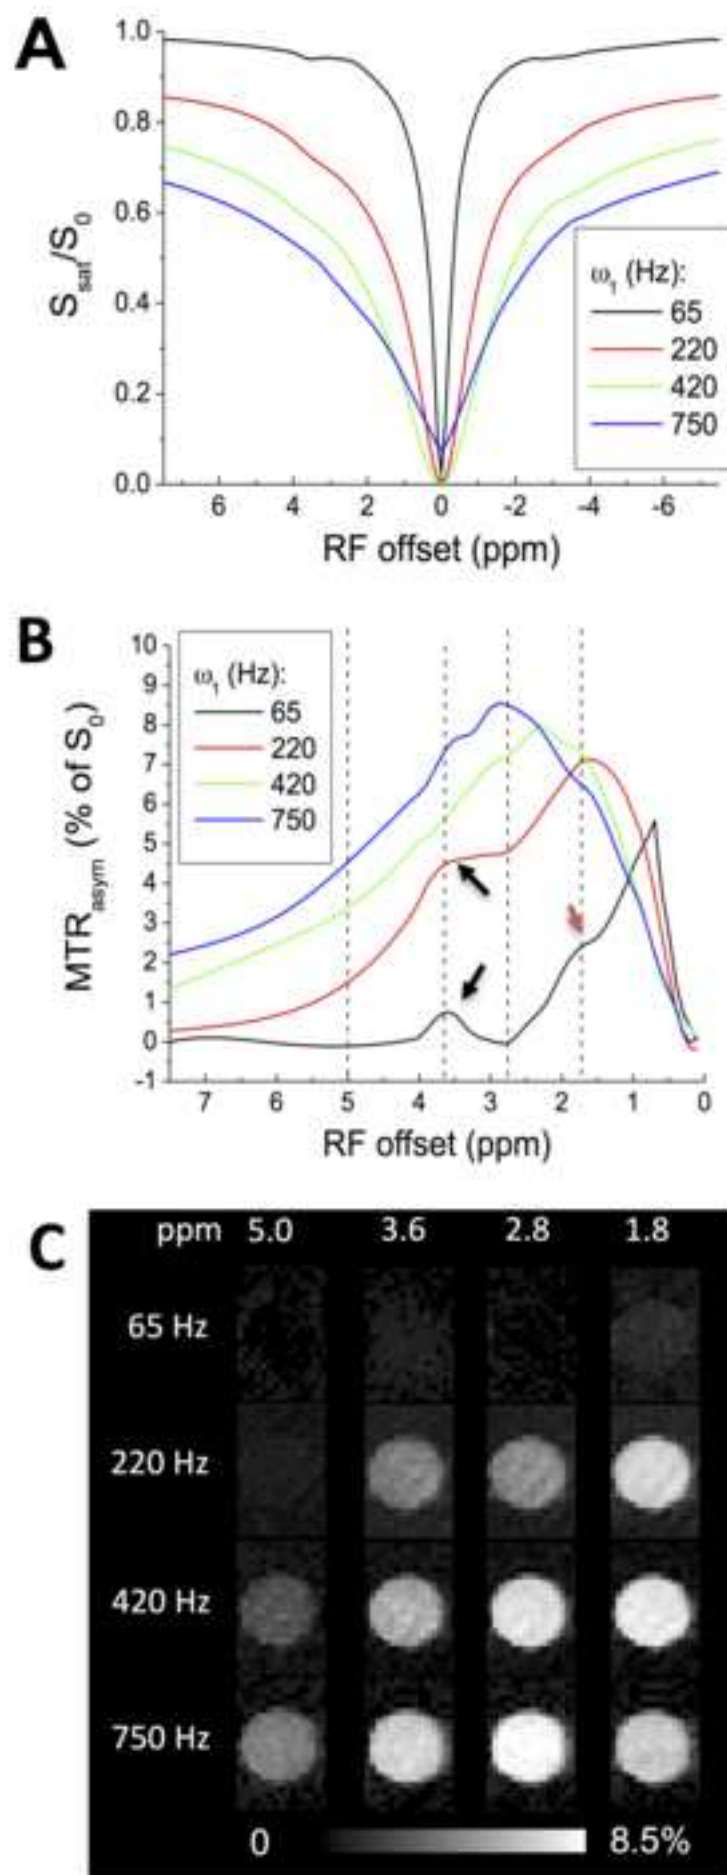 A
1.0
0.8
0.6
0.4
0.2
0.0
S_sat/S_0
ω_1 (Hz):
65
220
420
750
6 4 2 0 -2 -4 -6
RF offset (ppm)
B
10
9
8
7
6
5
4
3
2
1
0
-1
MTR_asym (% of S_0)
ω_1 (Hz):
65
220
420
750
7 6 5 4 3 2 1 0
RF offset (ppm)
C
ppm 5.0 3.6 2.8 1.8
65 Hz
220 Hz
420 Hz
750 Hz
0 8.5%